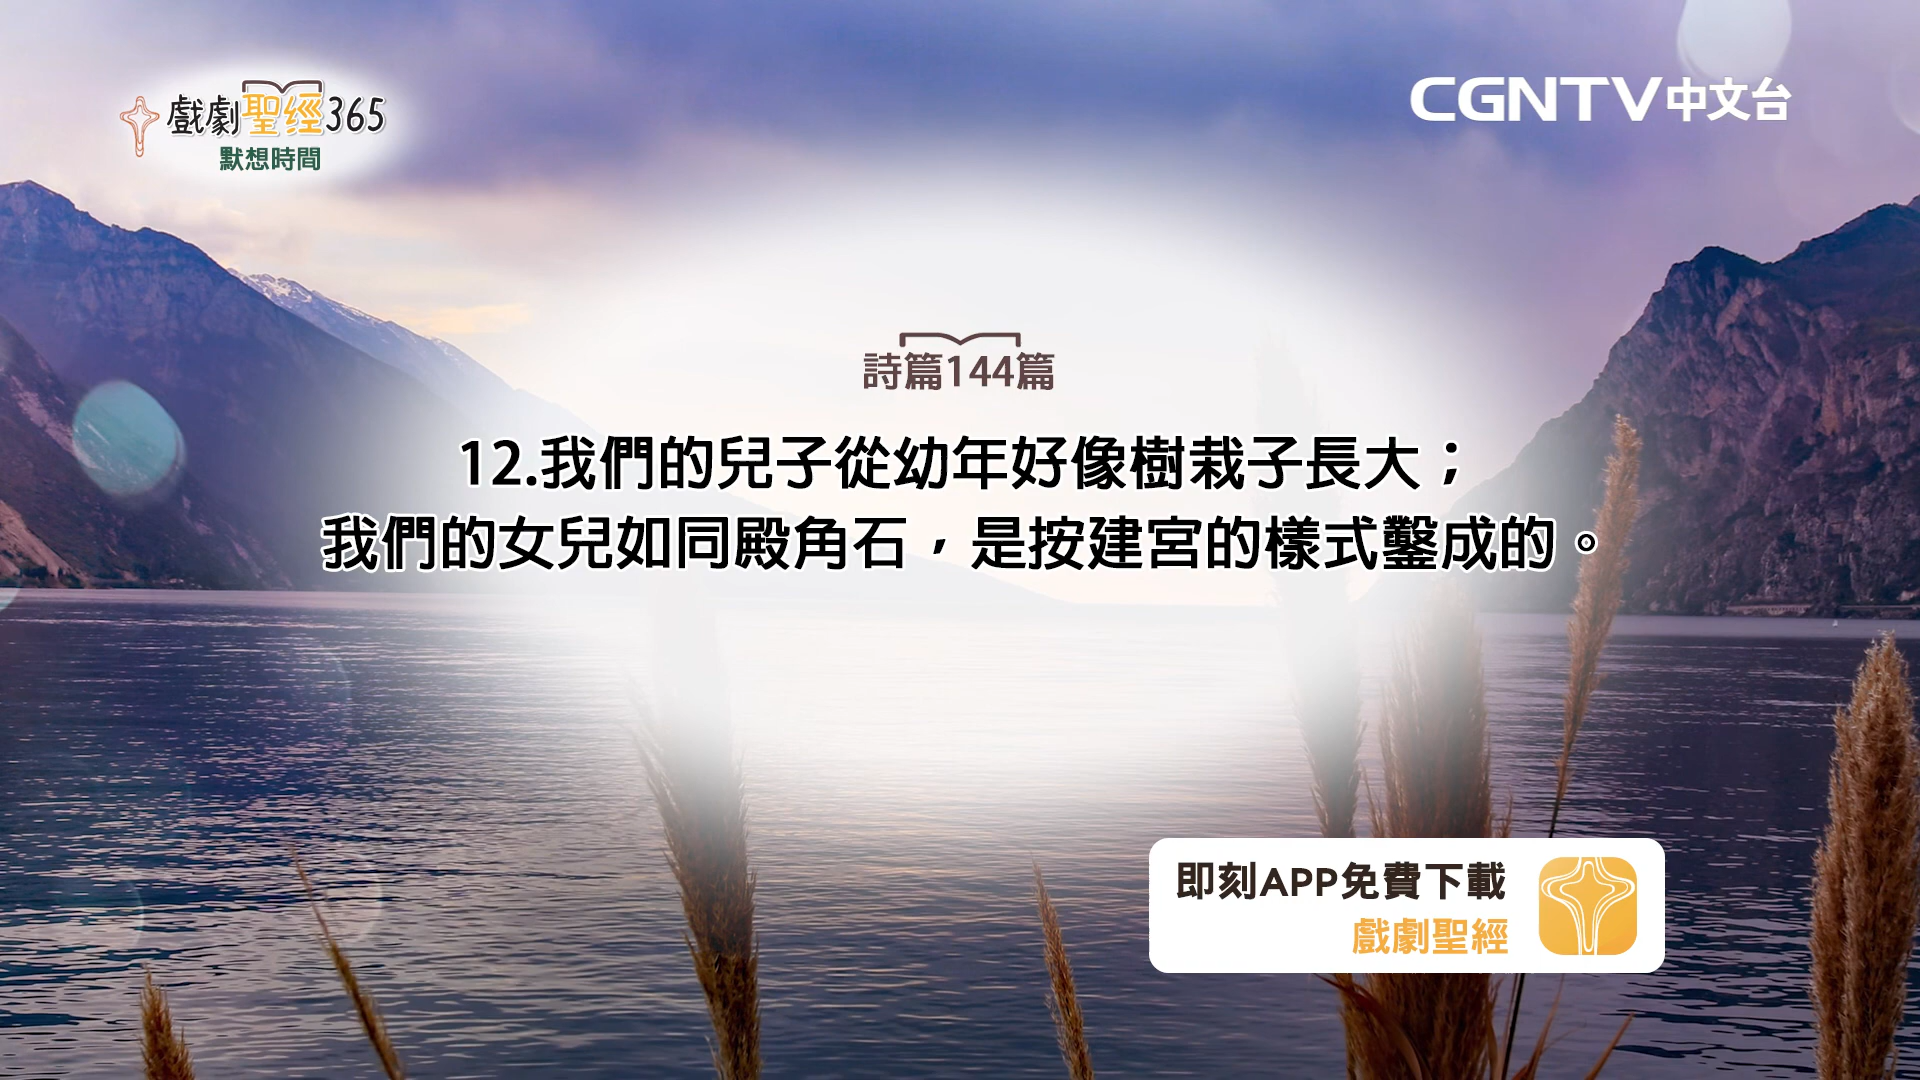 戲劇聖經365
默想時間
CGNTV中文台
詩篇144篇
12.我們的兒子從幼年好像樹栽子長大；
我們的女兒如同殿角石，是按建宮的樣式鑿成的。
即刻APP免費下載
戲劇聖經